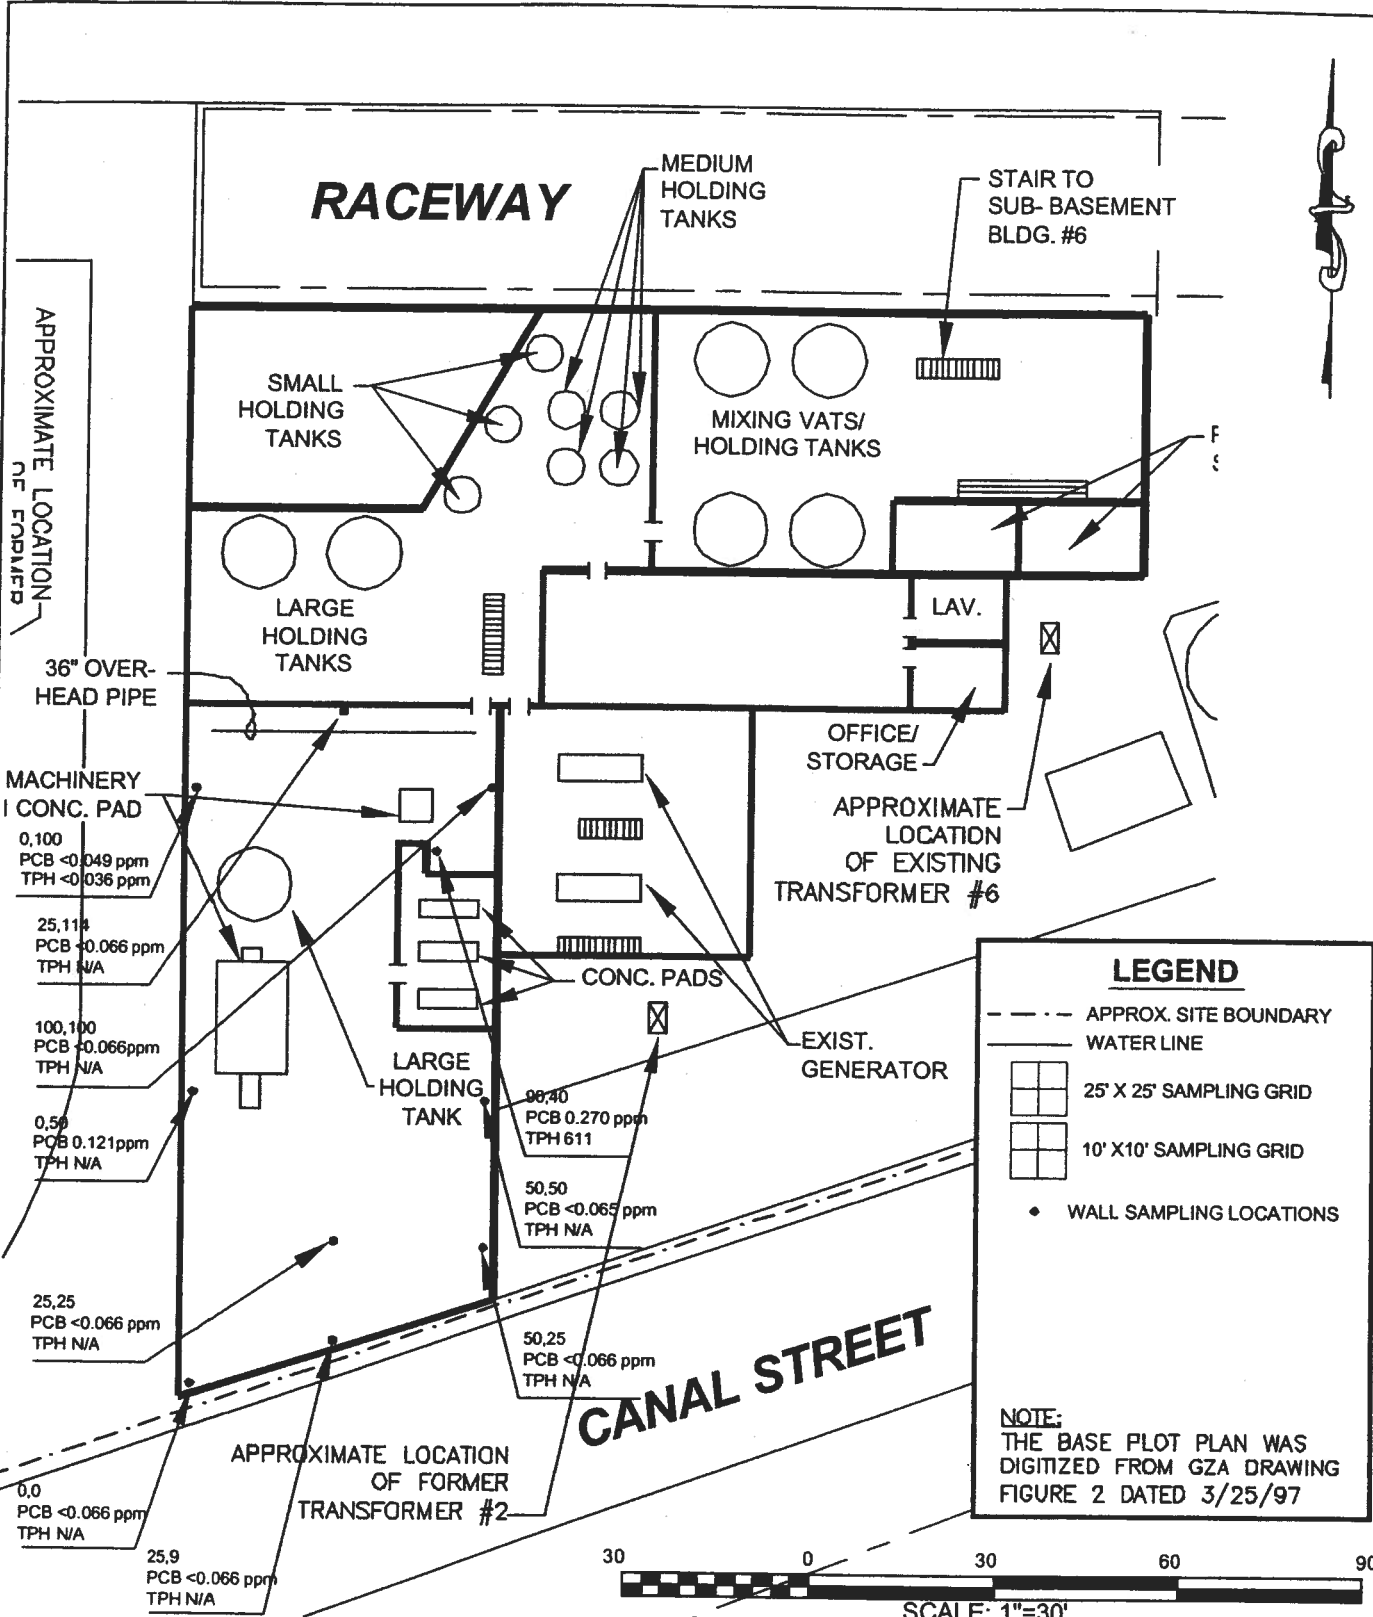 RACEWAY
MEDIUM
HOLDING
TANKS
STAIR TO
SUB- BASEMENT
BLDG. #6
APPROXIMATE LOCATION
OF FORMER
SMALL
HOLDING
TANKS
MIXING VATS/
HOLDING TANKS
LARGE
HOLDING
TANKS
LAV.
36" OVER-
HEAD PIPE
OFFICE/
STORAGE
MACHINERY
CONC. PAD
APPROXIMATE
LOCATION
OF EXISTING
TRANSFORMER #6
0,100
PCB <0.049 ppm
TPH <0.036 ppm
25,114
PCB <0.066 ppm
TPH N/A
CONC. PADS
100,100
PCB <0.066ppm
TPH N/A
EXIST.
GENERATOR
LARGE
HOLDING
TANK
90,40
PCB 0.270 ppm
TPH 611
0,50
PCB 0.121ppm
TPH N/A
50,50
PCB <0.065 ppm
TPH N/A
25,25
PCB <0.066 ppm
TPH N/A
50,25
PCB <0.066 ppm
TPH N/A
CANAL STREET
APPROXIMATE LOCATION
OF FORMER
TRANSFORMER #2
0,0
PCB <0.066 ppm
TPH N/A
25,9
PCB <0.066 ppm
TPH N/A
LEGEND
APPROX. SITE BOUNDARY
WATER LINE
25' X 25' SAMPLING GRID
10' X10' SAMPLING GRID
WALL SAMPLING LOCATIONS
NOTE:
THE BASE PLOT PLAN WAS
DIGITIZED FROM GZA DRAWING
FIGURE 2 DATED 3/25/97
30 0 30 60 90
SCALE: 1"=30'